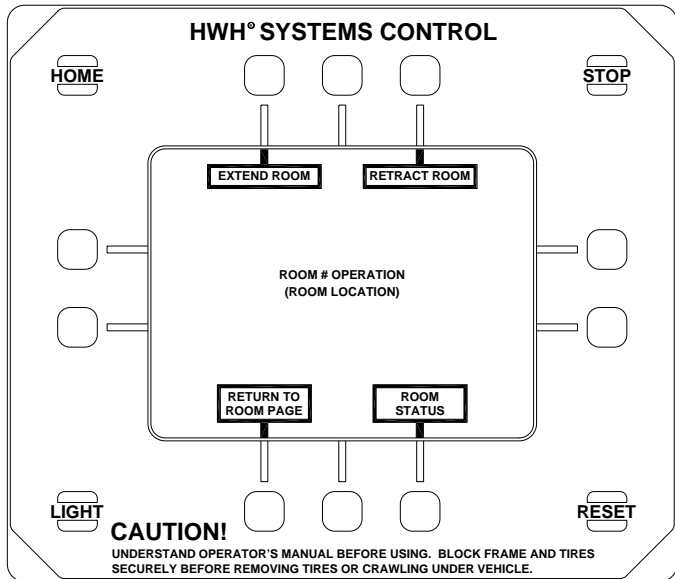 HWH® SYSTEMS CONTROL
HOME
STOP
EXTEND ROOM
RETRACT ROOM
ROOM # OPERATION
(ROOM LOCATION)
RETURN TO
ROOM PAGE
ROOM
STATUS
LIGHT
RESET
CAUTION!
UNDERSTAND OPERATOR'S MANUAL BEFORE USING. BLOCK FRAME AND TIRES
SECURELY BEFORE REMOVING TIRES OR CRAWLING UNDER VEHICLE.